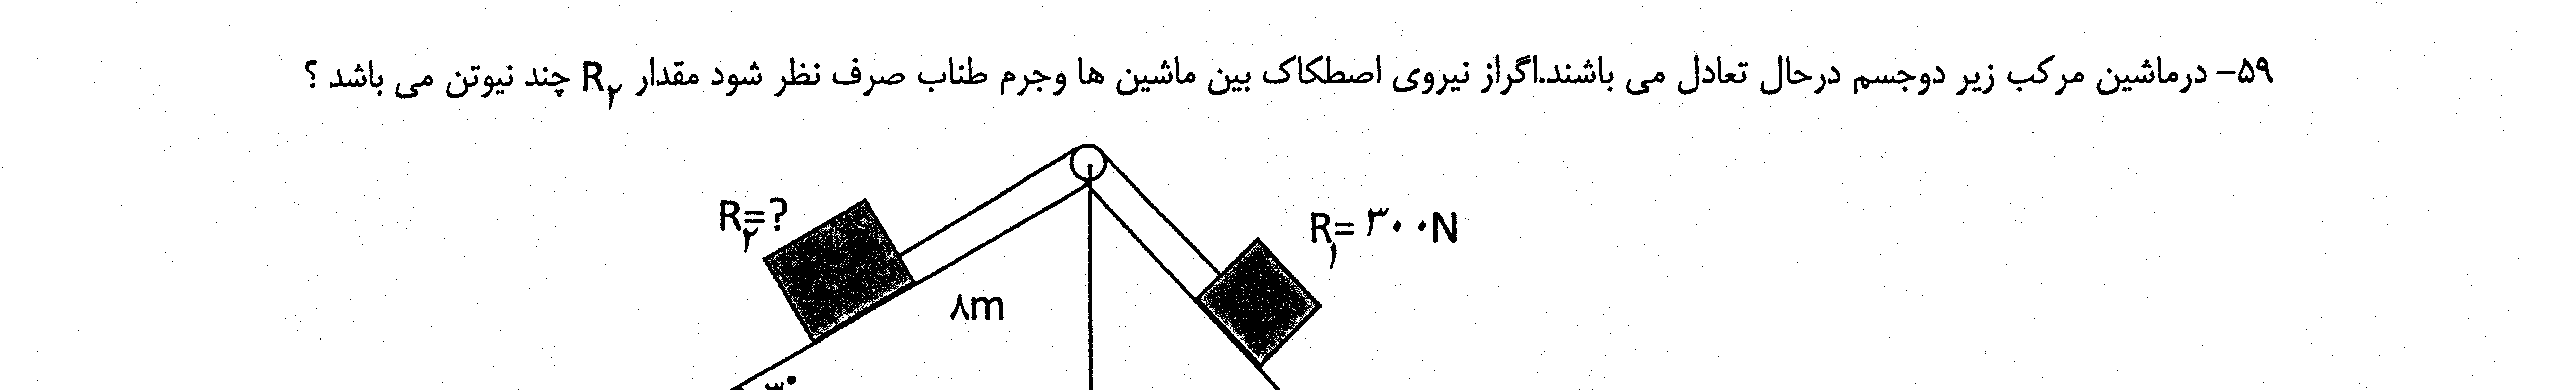 ۵۹- درماشین مرکب زیر دوجسم درحال تعادل می باشند.اگراز نیروی اصطکاک بین ماشین ها وجرم طناب صرف نظر شود مقدار R۲ چند نیوتن می باشد ؟
R۲=?
R۱= ۳۰۰N
۸m